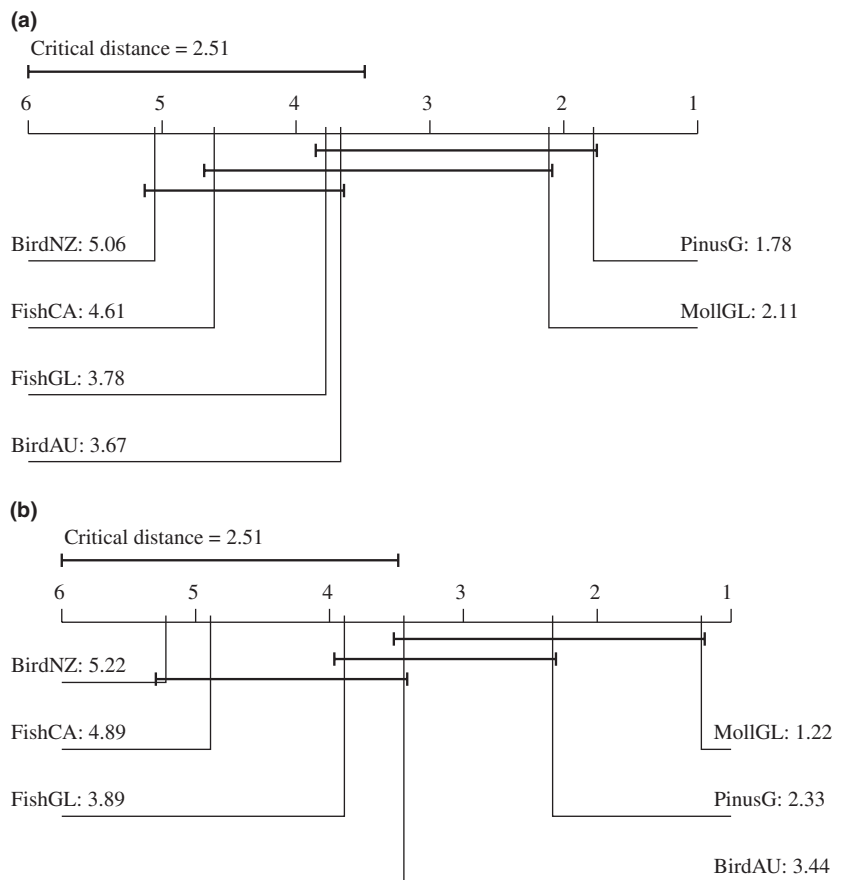 (a)
Critical distance = 2.51
6 5 4 3 2 1
BirdNZ: 5.06 PinusG: 1.78
FishCA: 4.61 MollGL: 2.11
FishGL: 3.78
BirdAU: 3.67
(b)
Critical distance = 2.51
6 5 4 3 2 1
BirdNZ: 5.22
FishCA: 4.89 MollGL: 1.22
FishGL: 3.89 PinusG: 2.33
BirdAU: 3.44